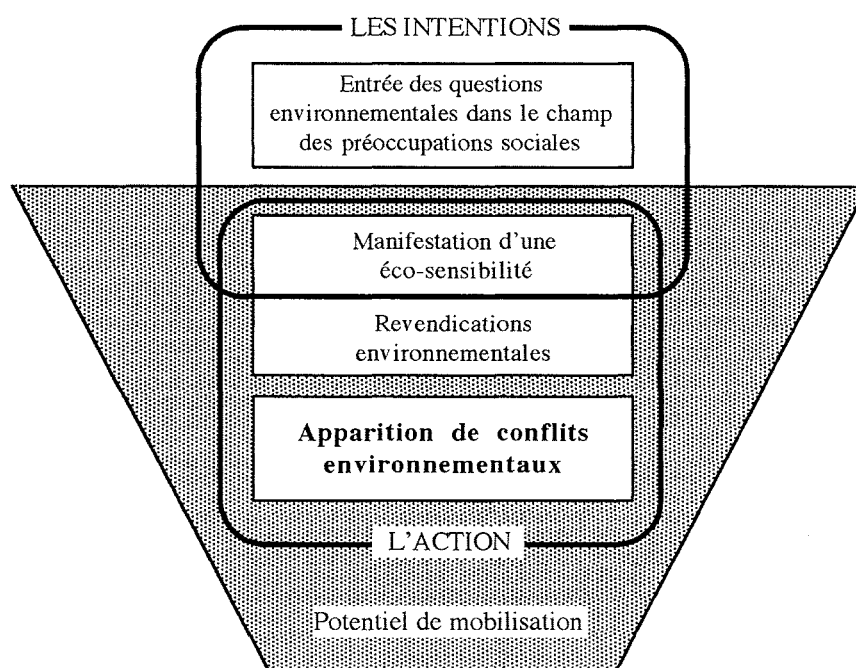 LES INTENTIONS
Entrée des questions
environnementales dans le champ
des préoccupations sociales
Manifestation d'une
éco-sensibilité
Revendications
environnementales
Apparition de conflits
environnementaux
L'ACTION
Potentiel de mobilisation